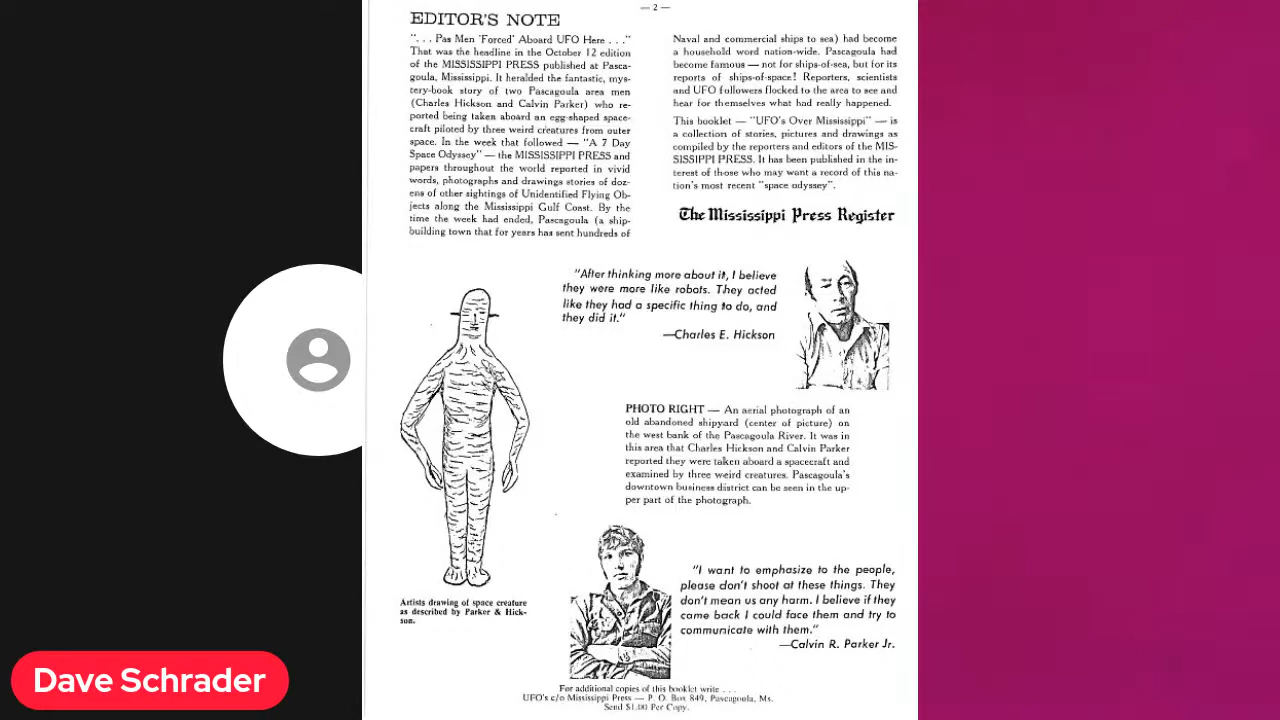 — 2 —
EDITOR'S NOTE
". . . Pas Men 'Forced' Aboard UFO Here . . ."
That was the headline in the October 12 edition
of the MISSISSIPPI PRESS published at Pasca-
goula, Mississippi. It heralded the fantastic, mys-
tery-book story of two Pascagoula area men
(Charles Hickson and Calvin Parker) who re-
ported being taken aboard an egg-shaped space-
craft piloted by three weird creatures from outer
space. In the week that followed — "A 7 Day
Space Odyssey" — the MISSISSIPPI PRESS and
papers throughout the world reported in vivid
words, photographs and drawings stories of doz-
ens of other sightings of Unidentified Flying Ob-
jects along the Mississippi Gulf Coast. By the
time the week had ended, Pascagoula (a ship-
building town that for years has sent hundreds of
Naval and commercial ships to sea) had become
a household word nation-wide. Pascagoula had
become famous — not for ships-of-sea, but for its
reports of ships-of-space! Reporters, scientists
and UFO followers flocked to the area to see and
hear for themselves what had really happened.
This booklet — "UFO's Over Mississippi" — is
a collection of stories, pictures and drawings as
compiled by the reporters and editors of the MIS-
SISSIPPI PRESS. It has been published in the in-
terest of those who may want a record of this na-
tion's most recent "space odyssey".
The Mississippi Press Register
"After thinking more about it, I believe
they were more like robots. They acted
like they had a specific thing to do, and
they did it."
—Charles E. Hickson
PHOTO RIGHT — An aerial photograph of an
old abandoned shipyard (center of picture) on
the west bank of the Pascagoula River. It was in
this area that Charles Hickson and Calvin Parker
reported they were taken aboard a spacecraft and
examined by three weird creatures. Pascagoula's
downtown business district can be seen in the up-
per part of the photograph.
Artists drawing of space creature
as described by Parker & Hick-
son.
"I want to emphasize to the people,
please don't shoot at these things. They
don't mean us any harm. I believe if they
came back I could face them and try to
communicate with them."
—Calvin R. Parker Jr.
For additional copies of this booklet write . . .
UFO's c/o Mississippi Press — P. O. Box 849, Pascagoula, Ms.
Send $1.00 Per Copy.
Dave Schrader